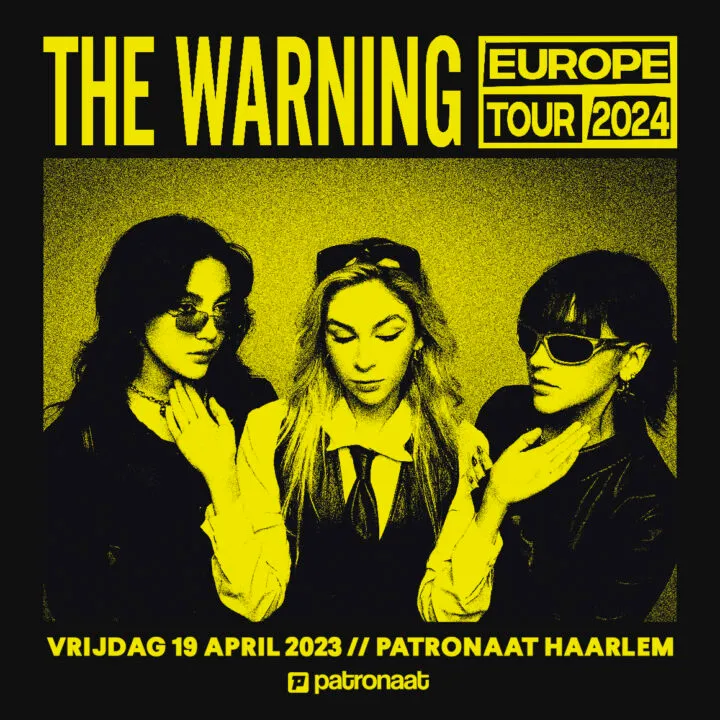 THE WARNING
EUROPE
TOUR 2024
VRIJDAG 19 APRIL 2023 // PATRONAAT HAARLEM
patronaat